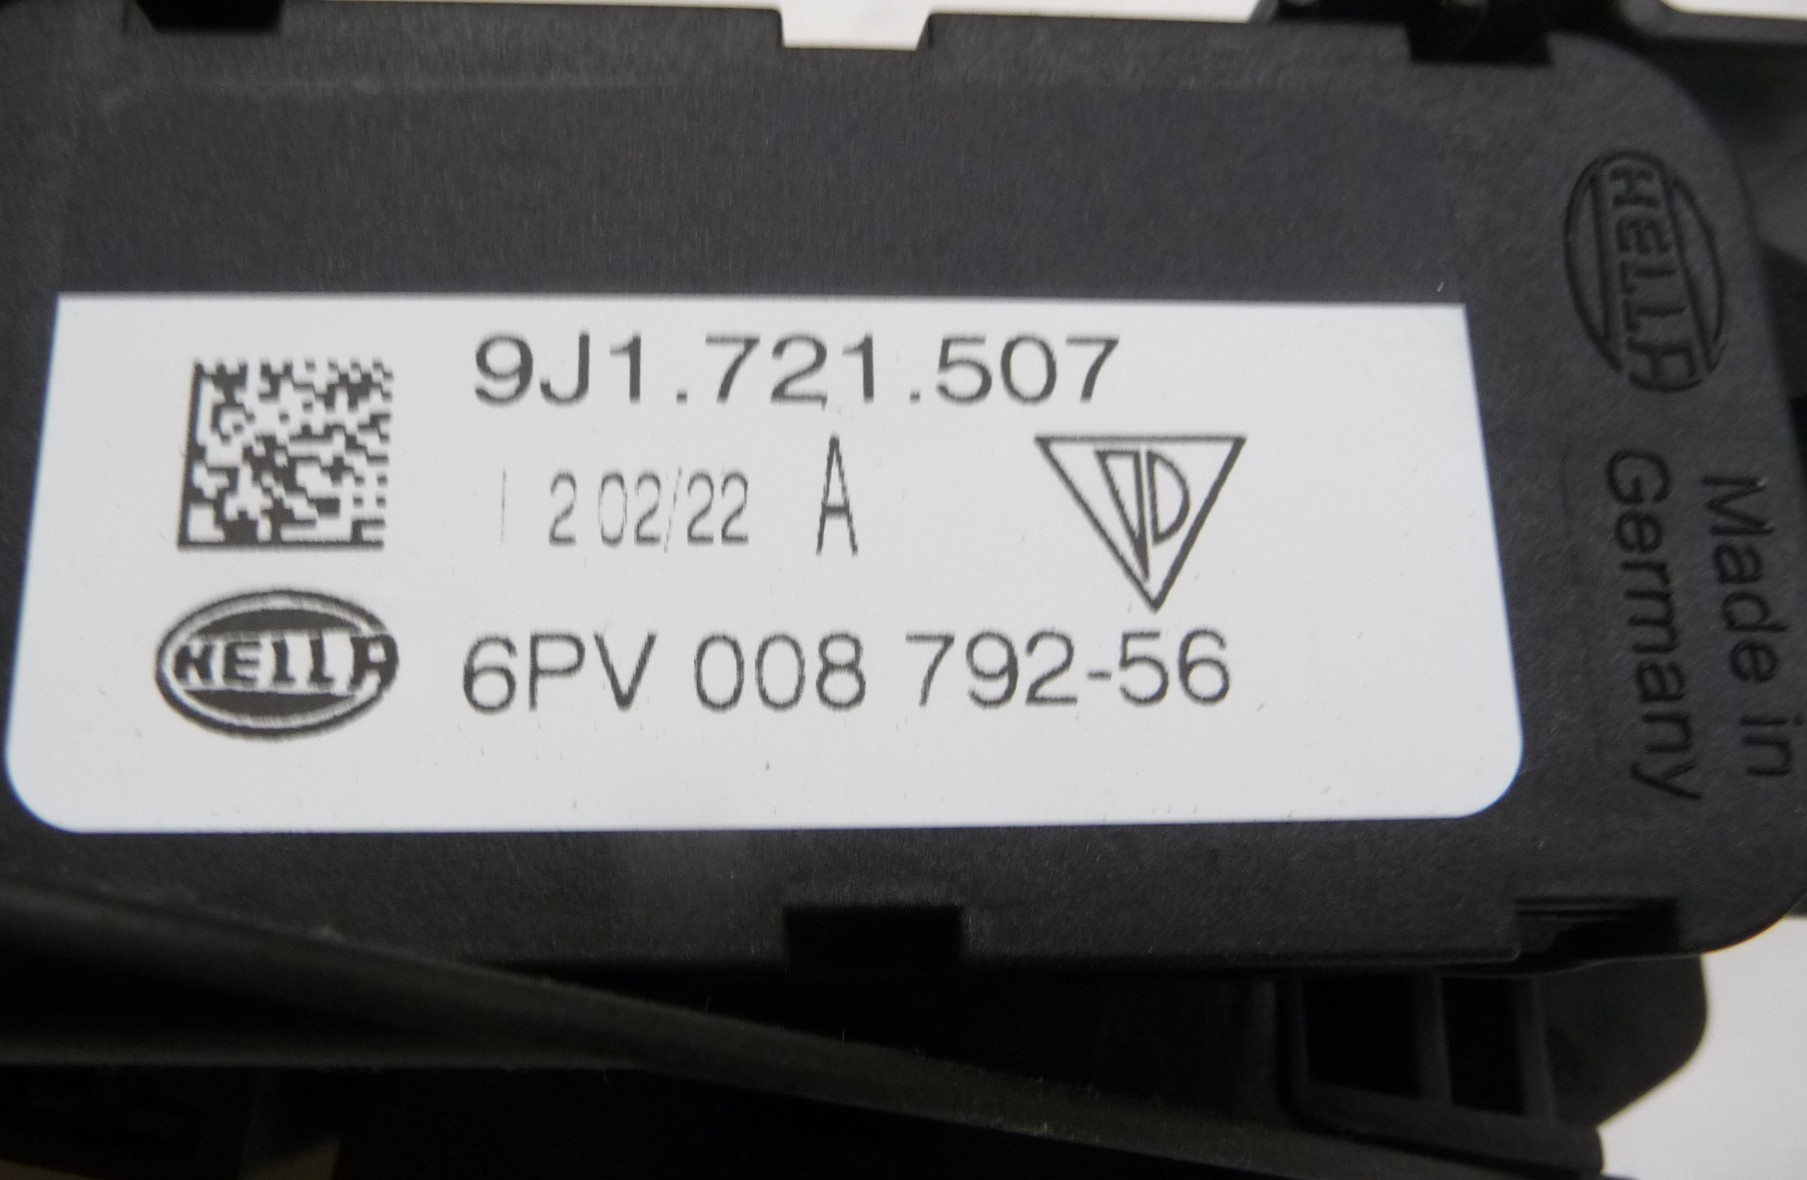 9J1.721.507
| 2 02/22 A
HELLA
6PV 008 792-56
HELLA
Made in
Germany